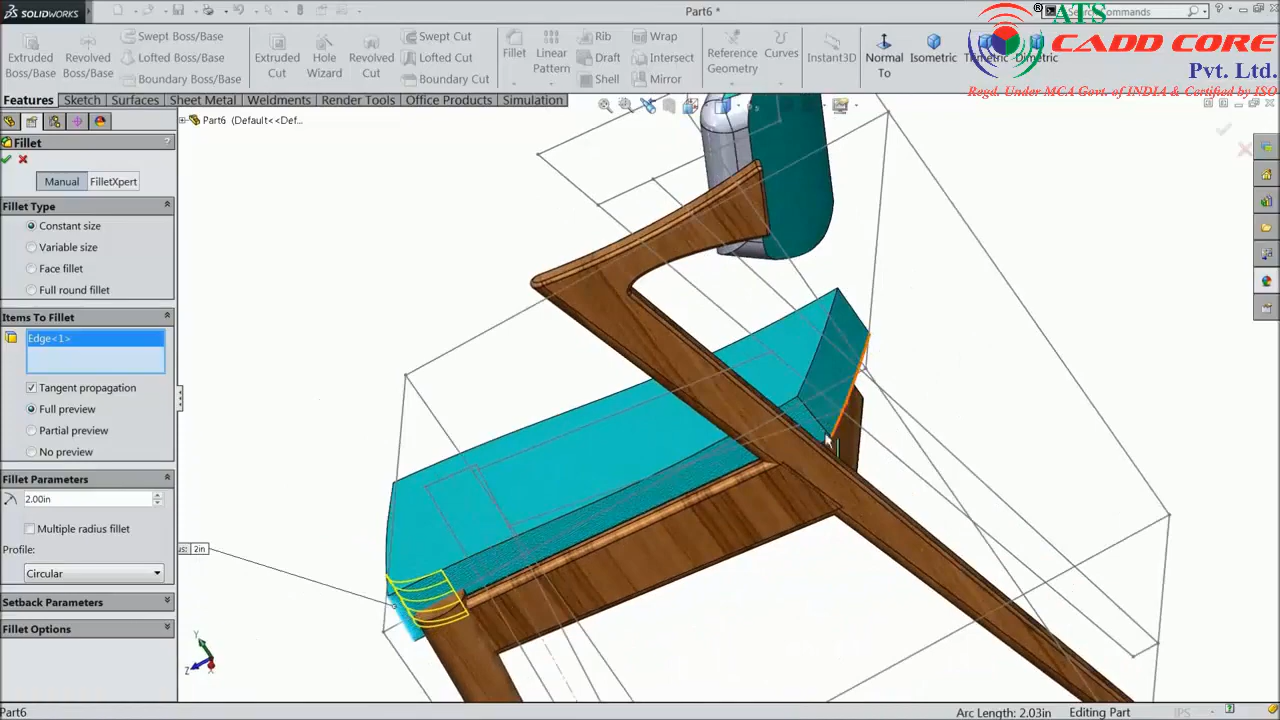 SOLIDWORKS
Part6 *
Commands
ATS
CADD CORE
Pvt. Ltd.
Regd. Under MCA Govt. of INDIA & Certified by ISO
Extruded Boss/Base
Revolved Boss/Base
Swept Boss/Base
Lofted Boss/Base
Boundary Boss/Base
Extruded Cut
Hole Wizard
Revolved Cut
Swept Cut
Lofted Cut
Boundary Cut
Fillet
Linear Pattern
Rib
Draft
Shell
Wrap
Intersect
Mirror
Reference Geometry
Curves
Instant3D
Normal To
Isometric
Trimetric
Dimetric
Features
Sketch
Surfaces
Sheet Metal
Weldments
Render Tools
Office Products
Simulation
Part6 (Default<<Def...
Fillet
?
Manual
FilletXpert
Fillet Type
Constant size
Variable size
Face fillet
Full round fillet
Items To Fillet
Edge<1>
Tangent propagation
Full preview
Partial preview
No preview
Fillet Parameters
2.00in
Multiple radius fillet
Profile:
us: 2in
Circular
Setback Parameters
Fillet Options
Y
Z
X
Part6
Arc Length: 2.03in
Editing Part
IPS